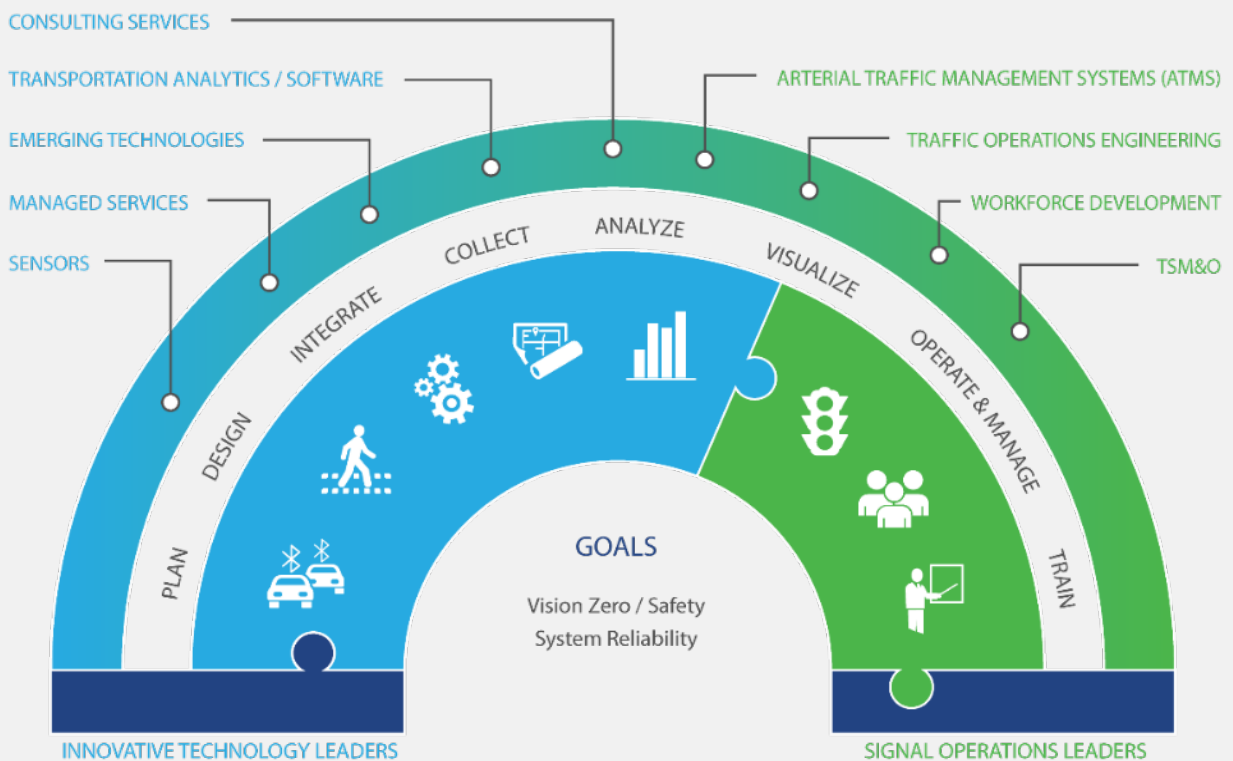 CONSULTING SERVICES
TRANSPORTATION ANALYTICS / SOFTWARE
EMERGING TECHNOLOGIES
MANAGED SERVICES
SENSORS
ARTERIAL TRAFFIC MANAGEMENT SYSTEMS (ATMS)
TRAFFIC OPERATIONS ENGINEERING
WORKFORCE DEVELOPMENT
TSM&O
PLAN
DESIGN
INTEGRATE
COLLECT
ANALYZE
VISUALIZE
OPERATE & MANAGE
TRAIN
GOALS
Vision Zero / Safety
System Reliability
INNOVATIVE TECHNOLOGY LEADERS
SIGNAL OPERATIONS LEADERS